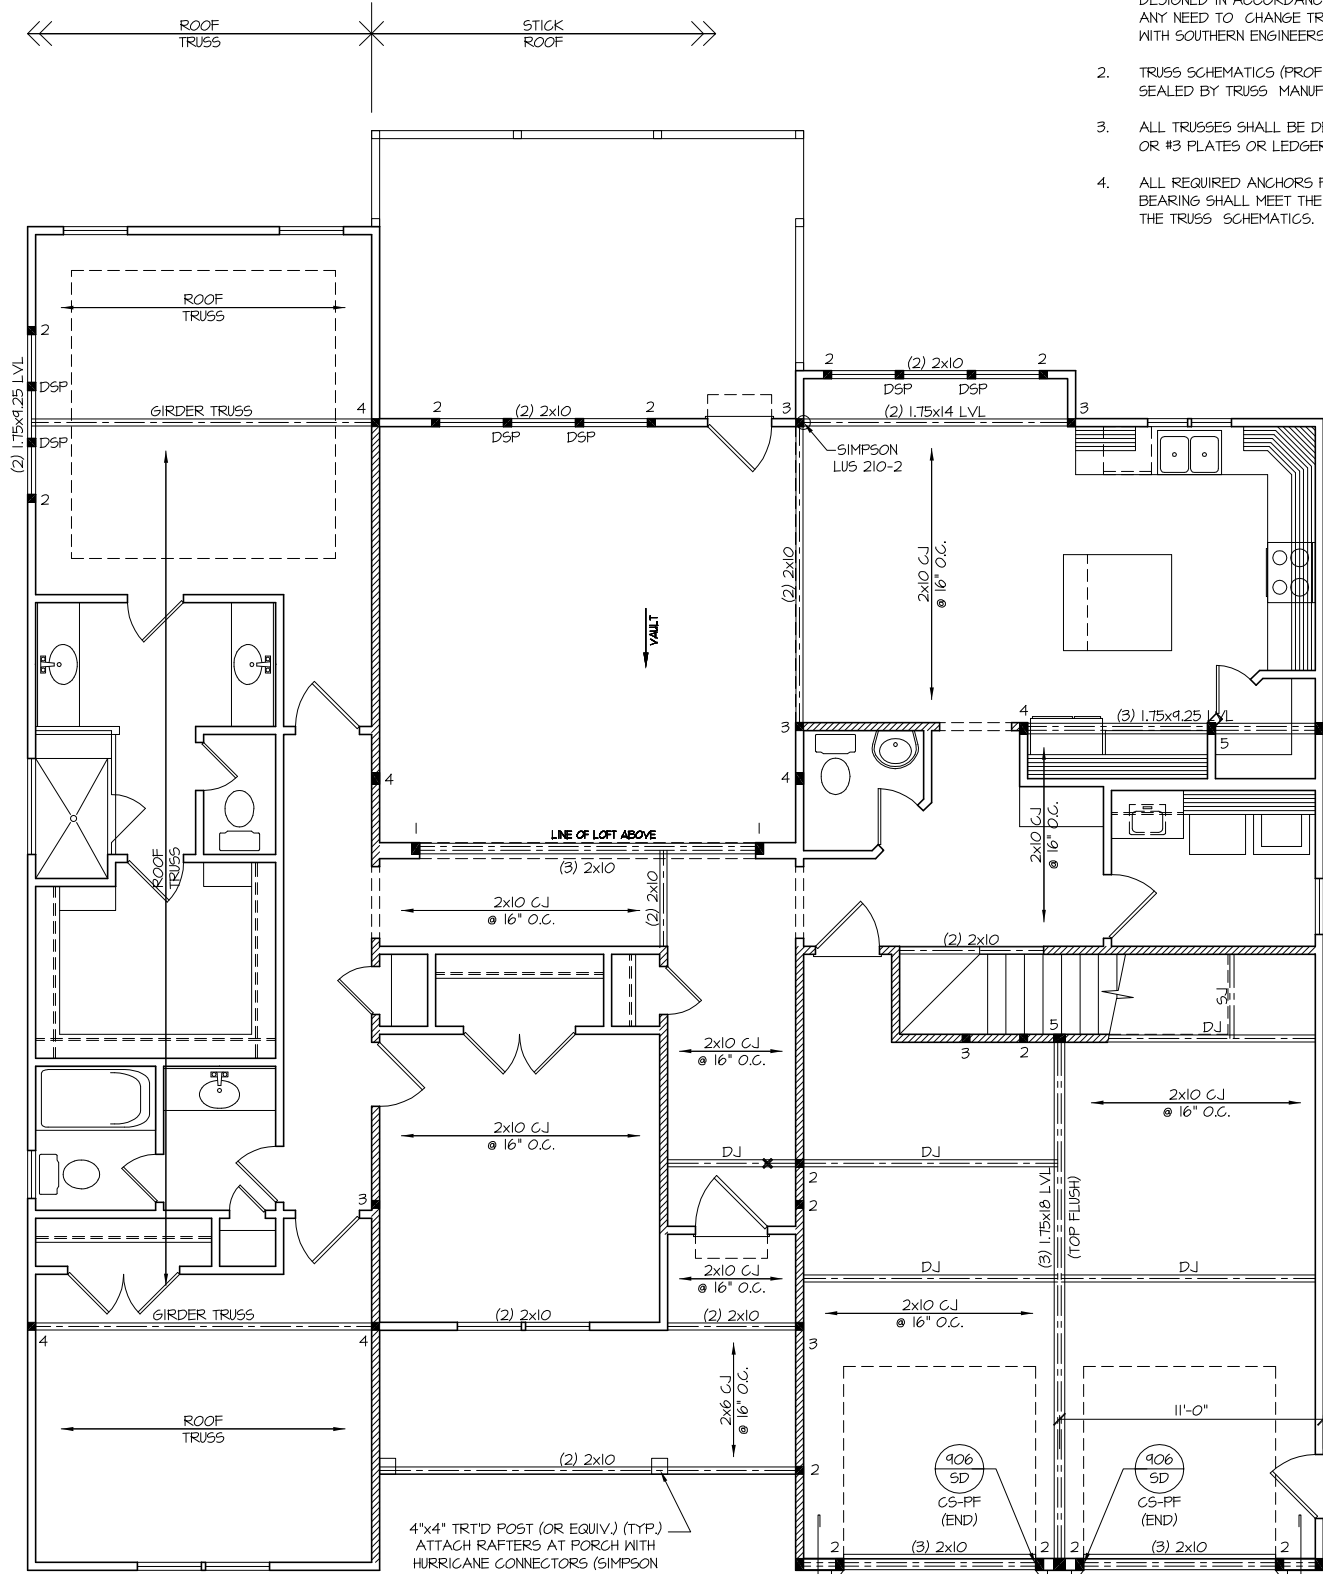 DESIGNED IN ACCORDANC
ROOF
TRUSS
STICK
ROOF
ANY NEED TO CHANGE TR
WITH SOUTHERN ENGINEERS
2. TRUSS SCHEMATICS (PROF
SEALED BY TRUSS MANUF
3. ALL TRUSSES SHALL BE DE
OR #3 PLATES OR LEDGER
4. ALL REQUIRED ANCHORS F
BEARING SHALL MEET THE
THE TRUSS SCHEMATICS.
ROOF
TRUSS
2
DSP
DSP
2
(2) 1.75x9.25 LVL
GIRDER TRUSS
4
2
(2) 2x10
2
DSP
DSP
3
2
(2) 2x10
2
DSP
DSP
(2) 1.75x14 LVL
3
SIMPSON
LUS 210-2
(2) 2x10
2x10 CJ
@ 16" O.C.
VAULT
3
4
(3) 1.75x9.25 LVL
5
4
4
LINE OF LOFT ABOVE
(3) 2x10
(2) 2x10
2x10 CJ
@ 16" O.C.
2x10 CJ
@ 16" O.C.
ROOF
TRUSS
(2) 2x10
SJ
DJ
3
2
5
2x10 CJ
@ 16" O.C.
2x10 CJ
@ 16" O.C.
2x10 CJ
@ 16" O.C.
DJ
DJ
2
2
3
(3) 1.75x18 LVL
(TOP FLUSH)
DJ
DJ
2x10 CJ
@ 16" O.C.
2x10 CJ
@ 16" O.C.
GIRDER TRUSS
4
4
(2) 2x10
(2) 2x10
3
2x6 CJ
@ 16" O.C.
11'-0"
ROOF
TRUSS
(2) 2x10
2
906
SD
CS-PF
(END)
906
SD
CS-PF
(END)
4"x4" TRT'D POST (OR EQUIV.) (TYP.)
ATTACH RAFTERS AT PORCH WITH
HURRICANE CONNECTORS (SIMPSON
2
(3) 2x10
2
2
(3) 2x10
2